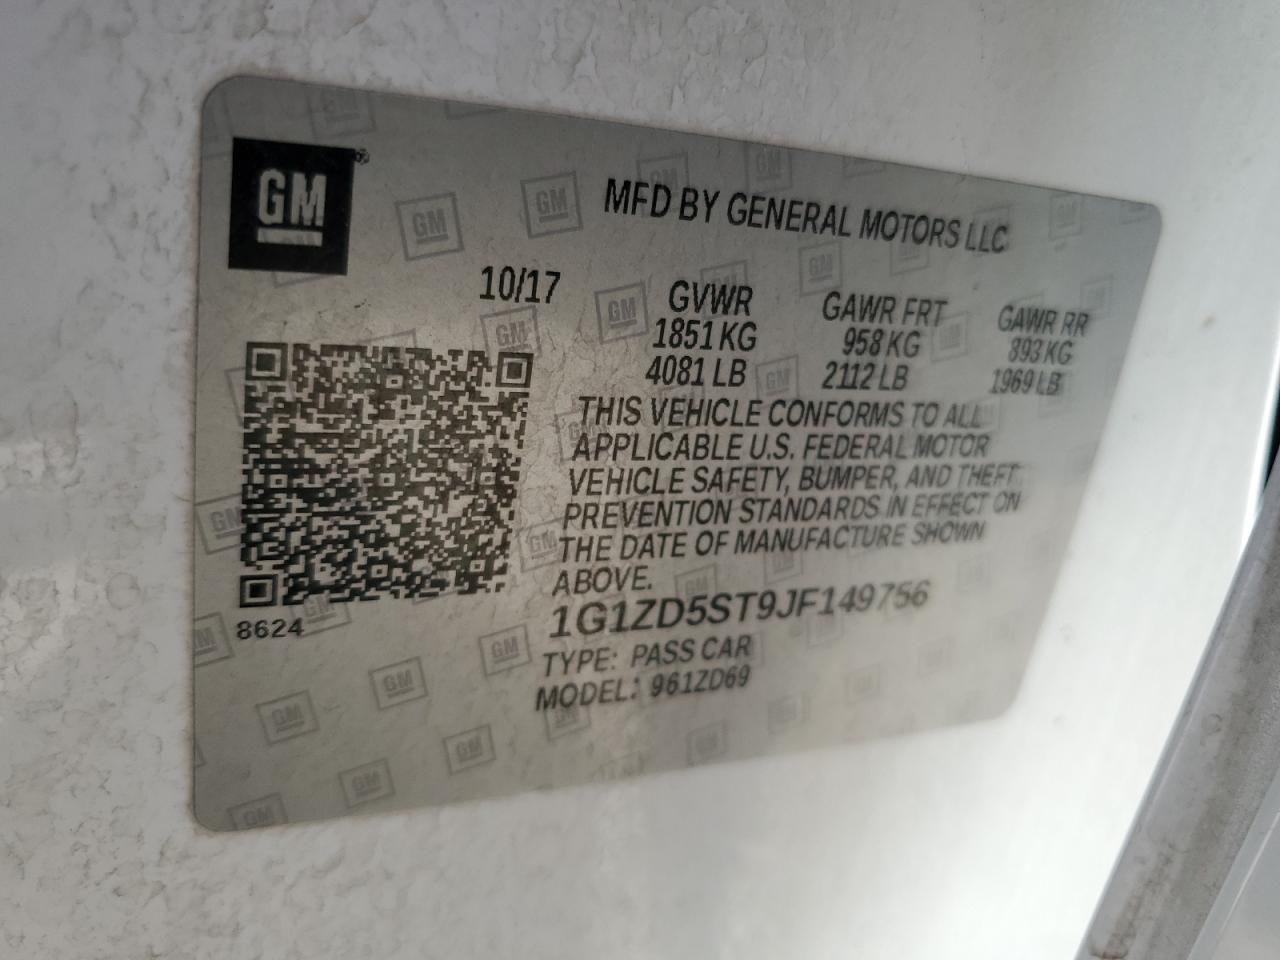 GM
MFD BY GENERAL MOTORS LLC
10/17
GVWR GAWR FRT GAWR RR
1851 KG 958 KG 893 KG
4081 LB 2112 LB 1969 LB
THIS VEHICLE CONFORMS TO ALL
APPLICABLE U.S. FEDERAL MOTOR
VEHICLE SAFETY, BUMPER, AND THEFT
PREVENTION STANDARDS IN EFFECT ON
THE DATE OF MANUFACTURE SHOWN
ABOVE.
1G1ZD5ST9JF149756
8624
TYPE: PASS CAR
MODEL: 961ZD69